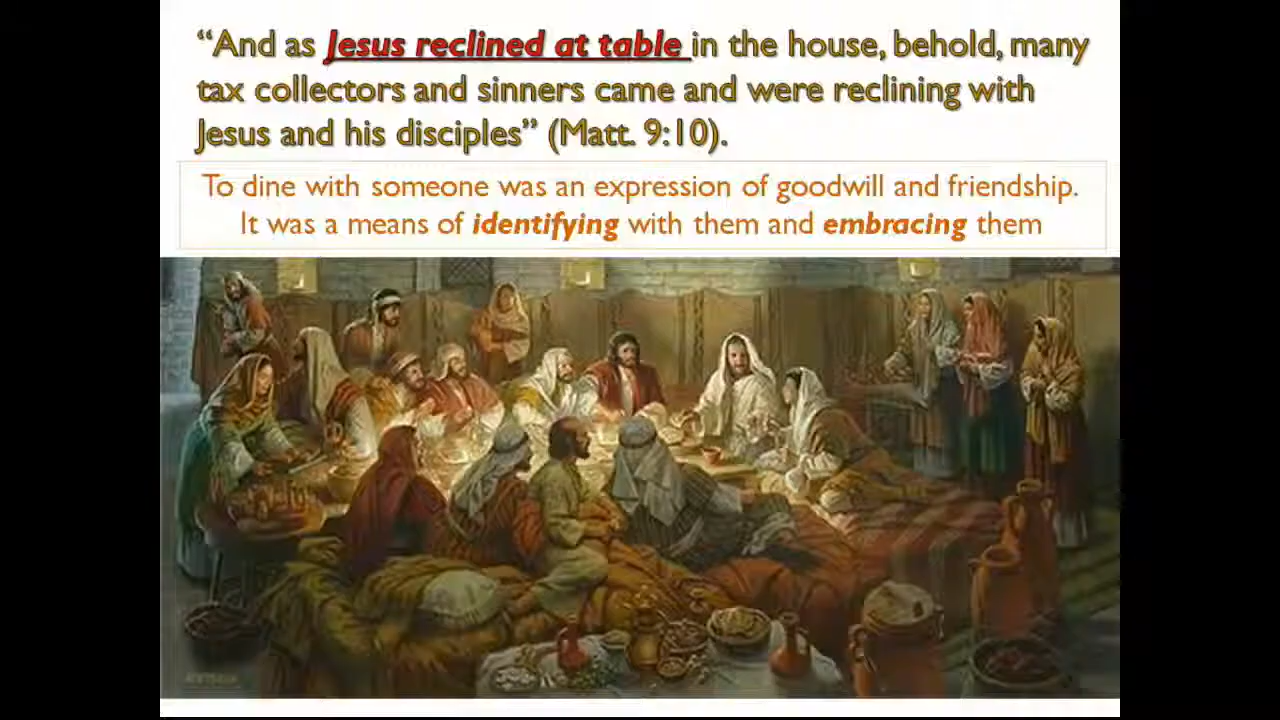 “And as Jesus reclined at table in the house, behold, many
tax collectors and sinners came and were reclining with
Jesus and his disciples” (Matt. 9:10).
To dine with someone was an expression of goodwill and friendship.
It was a means of identifying with them and embracing them